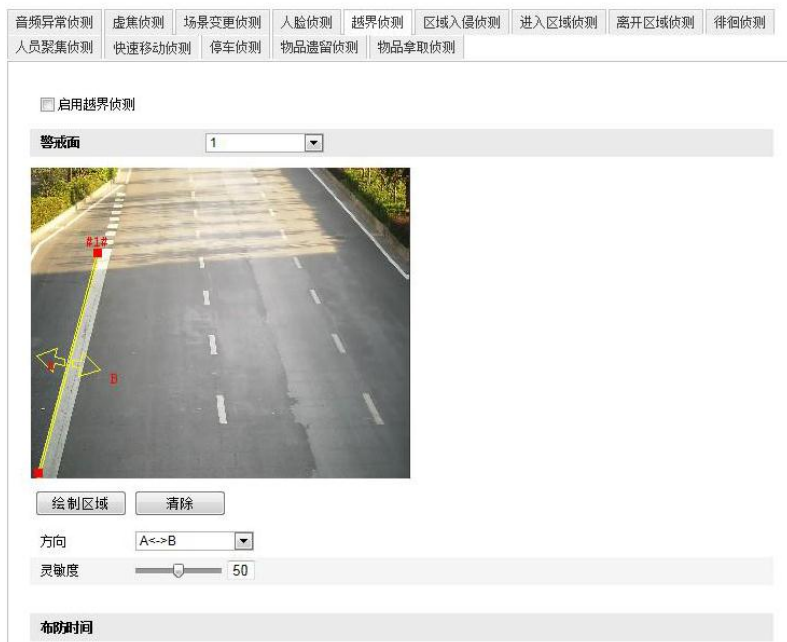 音频异常侦测 虚焦侦测 场景变更侦测 人脸侦测 越界侦测 区域入侵侦测 进入区域侦测 离开区域侦测 徘徊侦测
人员聚集侦测 快速移动侦测 停车侦测 物品遗留侦测 物品拿取侦测
启用越界侦测
警戒面 1
#1#
A
B
绘制区域 清除
方向 A<->B
灵敏度 50
布防时间